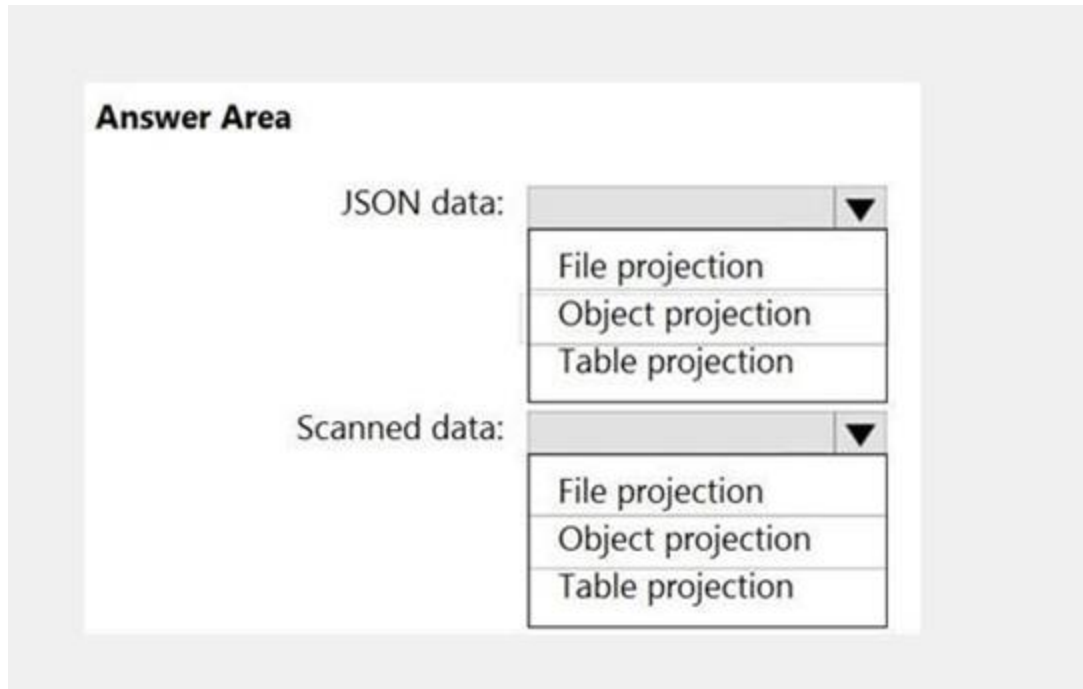 Answer Area
JSON data:
File projection
Object projection
Table projection
Scanned data:
File projection
Object projection
Table projection